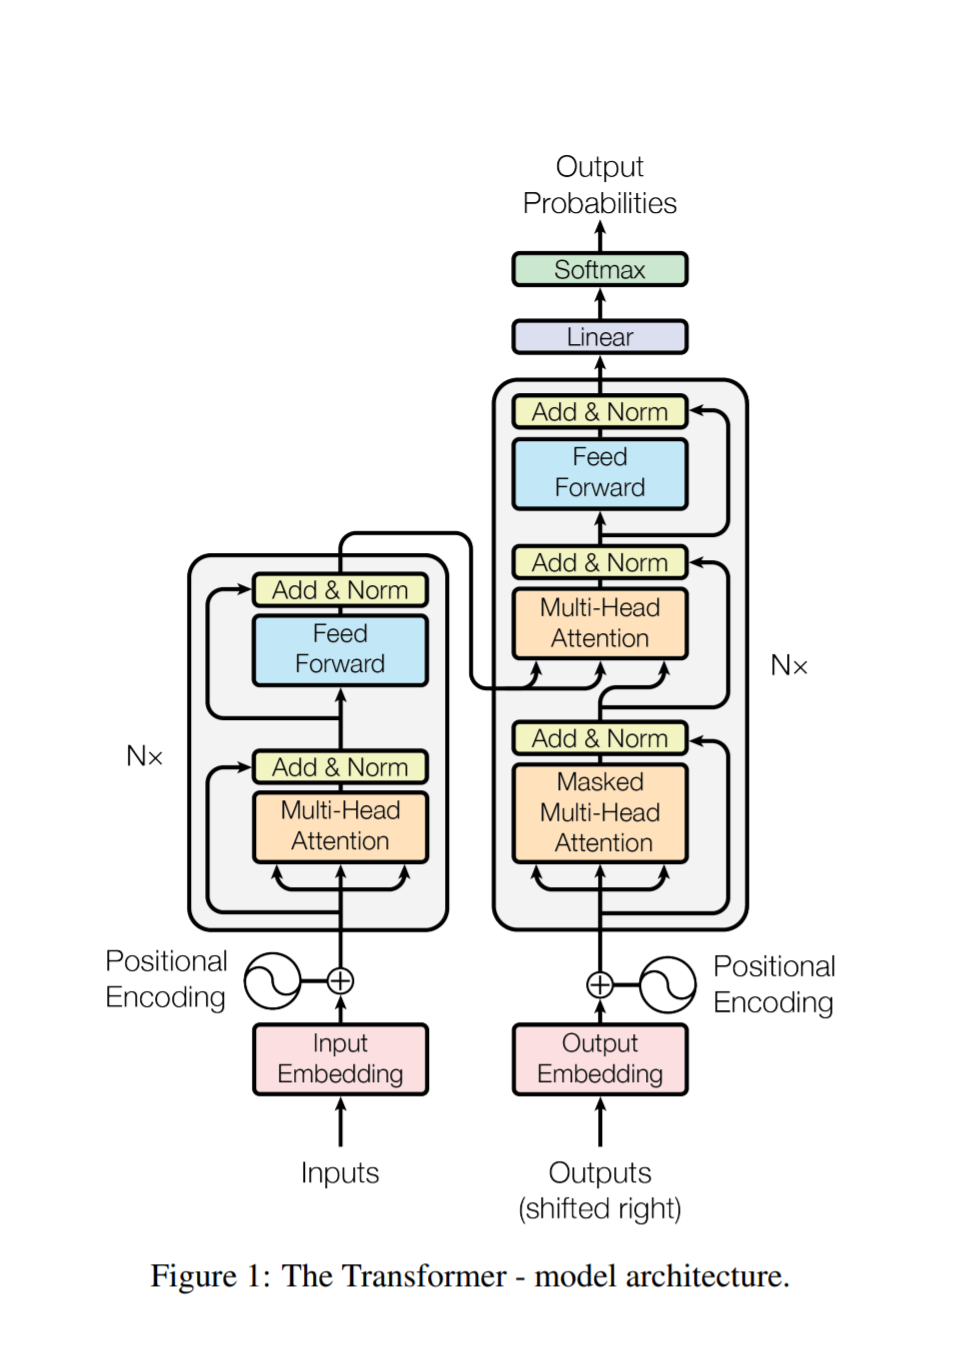 Output
Probabilities
Softmax
Linear
Add & Norm
Feed
Forward
Add & Norm
Multi-Head
Attention
Nx
Add & Norm
Masked
Multi-Head
Attention
Add & Norm
Feed
Forward
Nx
Add & Norm
Multi-Head
Attention
Positional
Encoding
Positional
Encoding
Input
Embedding
Output
Embedding
Inputs
Outputs
(shifted right)
Figure 1: The Transformer - model architecture.